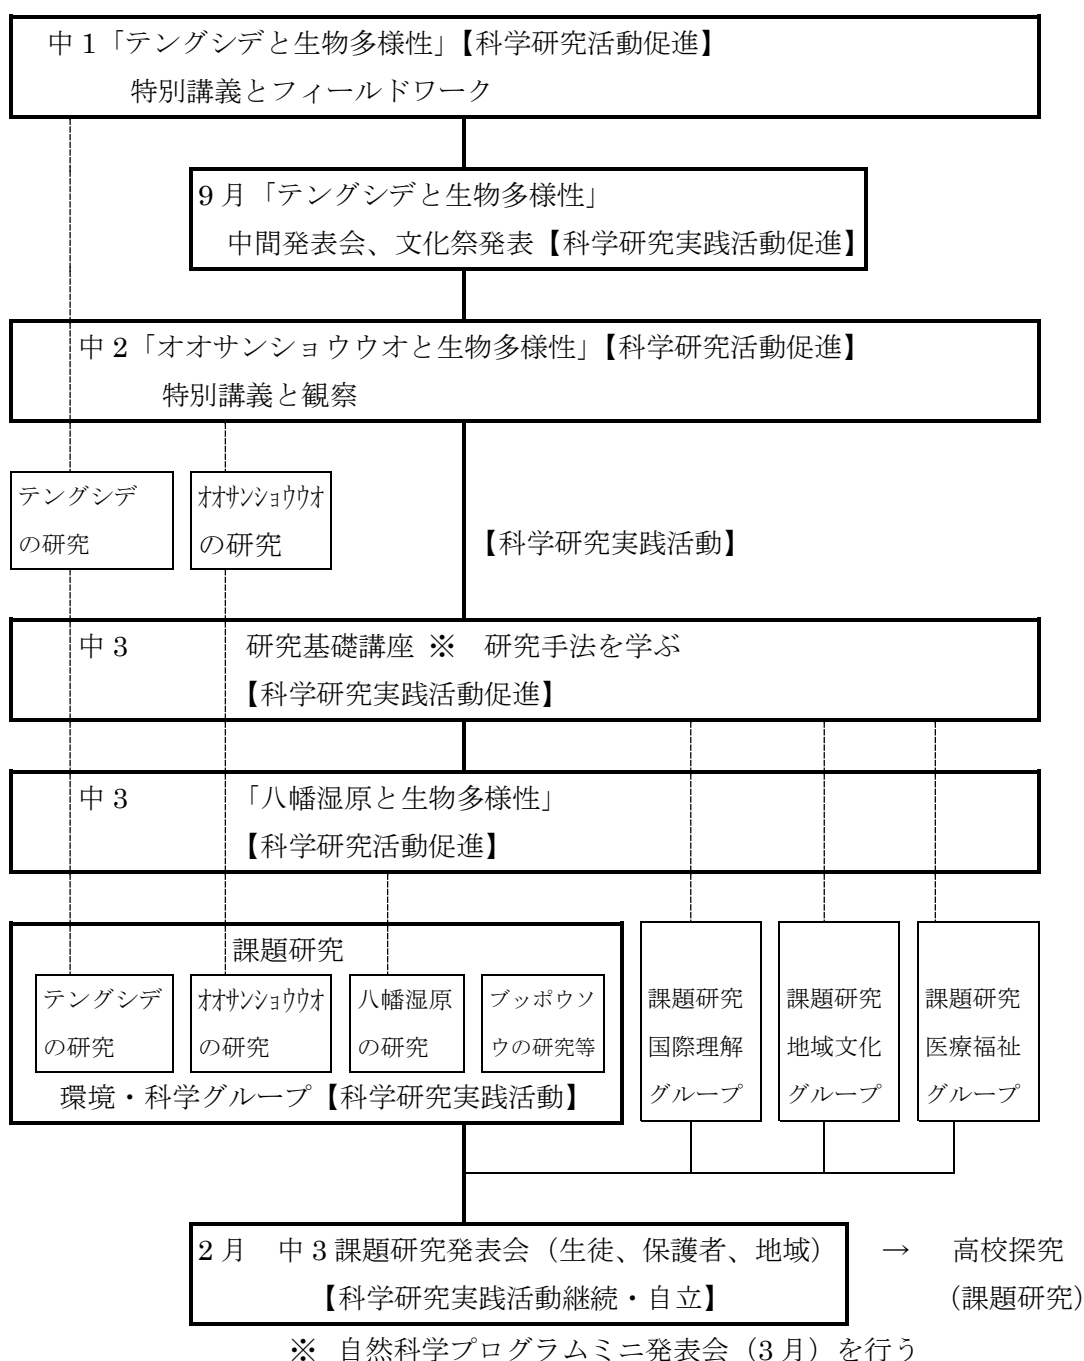 中1「テングシデと生物多様性」【科学研究活動促進】
特別講義とフィールドワーク
9月「テングシデと生物多様性」
中間発表会、文化祭発表【科学研究実践活動促進】
中2「オオサンショウウオと生物多様性」【科学研究活動促進】
特別講義と観察
テングシデ
の研究
オオサンショウウオ
の研究
【科学研究実践活動】
中3 研究基礎講座 ※ 研究手法を学ぶ
【科学研究実践活動促進】
中3 「八幡湿原と生物多様性」
【科学研究活動促進】
課題研究
テングシデ
の研究
オオサンショウウオ
の研究
八幡湿原
の研究
ブッポウソ
ウの研究等
環境・科学グループ【科学研究実践活動】
課題研究
国際理解
グループ
課題研究
地域文化
グループ
課題研究
医療福祉
グループ
2月 中3課題研究発表会（生徒、保護者、地域）
【科学研究実践活動継続・自立】
→ 高校探究
（課題研究）
※ 自然科学プログラムミニ発表会（3月）を行う